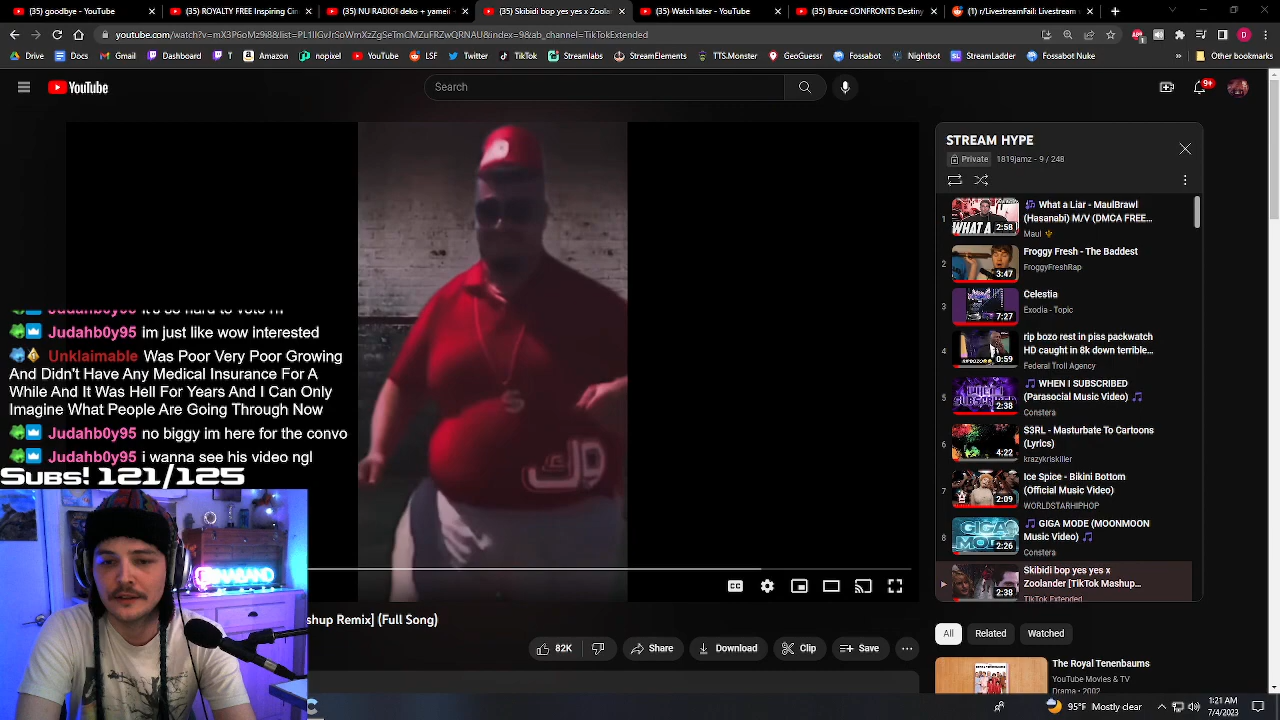 (35) goodbye - YouTube
(35) ROYALTY FREE Inspiring Cin
(35) NU RADIO! deko + yameii -
(35) Skibidi bop yes yes x Zoolan
(35) Watch later - YouTube
(35) Bruce CONFRONTS Destiny
(35) r/LivestreamFail: Livestream
Docs
Drive
Gmail
Dashboard
T
Amazon
nopixel
YouTube
LSF
Twitter
TikTok
Streamlabs
StreamElements
TTS.Monster
GeoGuessr
Fossabot
Nightbot
StreamLadder
Fossabot Nuke
Other bookmarks
YouTube
Search
9+
STREAM HYPE
Private
1819jamz - 9 / 248
1
2:58
What a Liar - MaulBrawl
(Hasanabi) M/V (DMCA FREE...
Maul
2
3:47
Froggy Fresh - The Baddest
FroggyFreshRap
3
7:27
Celestia
Exodia - Topic
4
0:59
rip bozo rest in piss packwatch
HD caught in 8k down terrible...
Federal Troll Agency
5
2:38
WHEN I SUBSCRIBED
(Parasocial Music Video)
Constera
6
4:22
S3RL - Masturbate To Cartoons
(Lyrics)
krazykriskiller
7
2:09
Ice Spice - Bikini Bottom
(Official Music Video)
WORLDSTARHIPHOP
8
2:26
GIGA MODE (MOONMOON
Music Video)
Constera
2:38
Skibidi bop yes yes x
Zoolander [TikTok Mashup...
TikTok Extended
Judahb0y95 im just like wow interested
Unklaimable Was Poor Very Poor Growing
And Didn't Have Any Medical Insurance For A
While And It Was Hell For Years And I Can Only
Imagine What People Are Going Through Now
Judahb0y95 no biggy im here for the convo
Judahb0y95 i wanna see his video ngl
SUBS! 121/125
shup Remix] (Full Song)
82K
Share
Download
Clip
Save
All
Related
Watched
The Royal Tenenbaums
YouTube Movies & TV
Drama • 2002
95°F Mostly clear
1:21 AM
7/4/2023